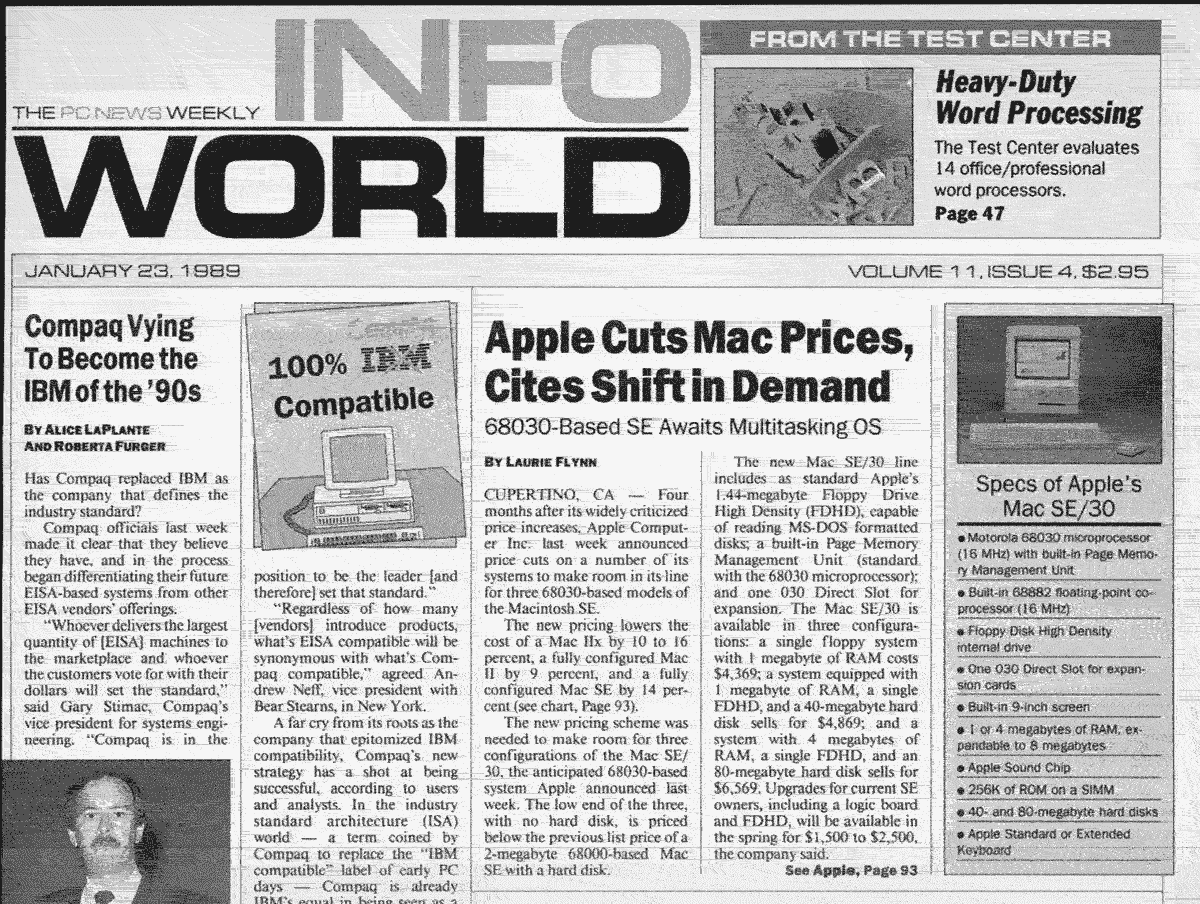 THE PC NEWS WEEKLY
INFO
WORLD
FROM THE TEST CENTER
Heavy-Duty
Word Processing
The Test Center evaluates
14 office/professional
word processors.
Page 47
JANUARY 23, 1989
VOLUME 11, ISSUE 4, $2.95
Compaq Vying
To Become the
IBM of the '90s
BY ALICE LAPLANTE
AND ROBERTA FURGER
Has Compaq replaced IBM as
the company that defines the
industry standard?
Compaq officials last week
made it clear that they believe
they have, and in the process
began differentiating their future
EISA-based systems from other
EISA vendors' offerings.
"Whoever delivers the largest
quantity of [EISA] machines to
the marketplace and whoever
the customers vote for with their
dollars will set the standard,"
said Gary Stimac, Compaq's
vice president for systems engi-
neering. "Compaq is in the
100% IBM
Compatible
position to be the leader [and
therefore] set that standard."
"Regardless of how many
[vendors] introduce products,
what's EISA compatible will be
synonymous with what's Com-
paq compatible," agreed An-
drew Neff, vice president with
Bear Stearns, in New York.
A far cry from its roots as the
company that epitomized IBM
compatibility, Compaq's new
strategy has a shot at being
successful, according to users
and analysts. In the industry
standard architecture (ISA)
world — a term coined by
Compaq to replace the "IBM
compatible" label of early PC
days — Compaq is already
IBM's equal in being seen as a
Apple Cuts Mac Prices,
Cites Shift in Demand
68030-Based SE Awaits Multitasking OS
BY LAURIE FLYNN
CUPERTINO, CA — Four
months after its widely criticized
price increases, Apple Comput-
er Inc. last week announced
price cuts on a number of its
systems to make room in its line
for three 68030-based models of
the Macintosh SE.
The new pricing lowers the
cost of a Mac IIx by 10 to 16
percent, a fully configured Mac
II by 9 percent, and a fully
configured Mac SE by 14 per-
cent (see chart, Page 93).
The new pricing scheme was
needed to make room for three
configurations of the Mac SE/
30, the anticipated 68030-based
system Apple announced last
week. The low end of the three,
with no hard disk, is priced
below the previous list price of a
2-megabyte 68000-based Mac
SE with a hard disk.
The new Mac SE/30 line
includes as standard Apple's
1.44-megabyte Floppy Drive
High Density (FDHD), capable
of reading MS-DOS formatted
disks; a built-in Page Memory
Management Unit (standard
with the 68030 microprocessor);
and one 030 Direct Slot for
expansion. The Mac SE/30 is
available in three configura-
tions: a single floppy system
with 1 megabyte of RAM costs
$4,369; a system equipped with
1 megabyte of RAM, a single
FDHD, and a 40-megabyte hard
disk sells for $4,869; and a
system with 4 megabytes of
RAM, a single FDHD, and an
80-megabyte hard disk sells for
$6,569. Upgrades for current SE
owners, including a logic board
and FDHD, will be available in
the spring for $1,500 to $2,500,
the company said.
See Apple, Page 93
Specs of Apple's
Mac SE/30
● Motorola 68030 microprocessor
(16 MHz) with built-in Page Memo-
ry Management Unit
● Built-in 68882 floating-point co-
processor (16 MHz)
● Floppy Disk High Density
internal drive
● One 030 Direct Slot for expan-
sion cards
● Built-in 9-inch screen
● 1 or 4 megabytes of RAM, ex-
pandable to 8 megabytes
● Apple Sound Chip
● 256K of ROM on a SIMM
● 40- and 80-megabyte hard disks
● Apple Standard or Extended
Keyboard